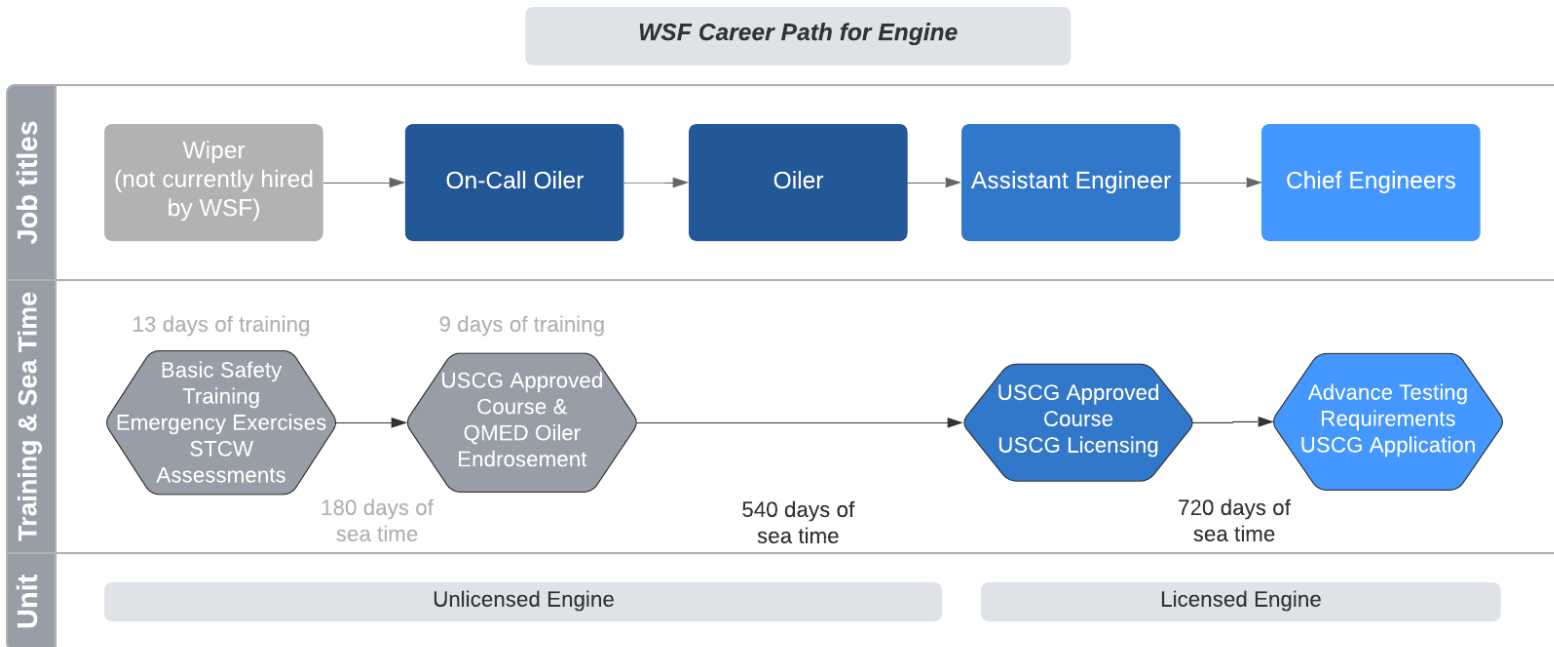 WSF Career Path for Engine
Job titles
Wiper
(not currently hired
by WSF)
On-Call Oiler
Oiler
Assistant Engineer
Chief Engineers
Training & Sea Time
13 days of training
Basic Safety
Training
Emergency Exercises
STCW
Assessments
180 days of
sea time
9 days of training
USCG Approved
Course &
QMED Oiler
Endrosement
540 days of
sea time
USCG Approved
Course
USCG Licensing
720 days of
sea time
Advance Testing
Requirements
USCG Application
Unit
Unlicensed Engine
Licensed Engine